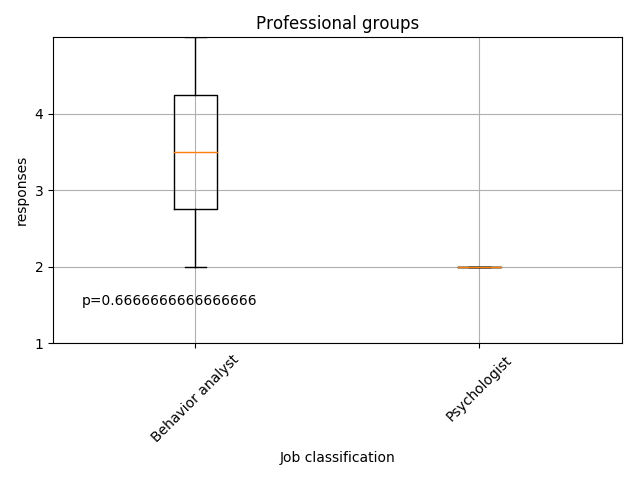 Professional groups
responses
4
3
2
1
p=0.6666666666666666
Behavior analyst
Psychologist
Job classification